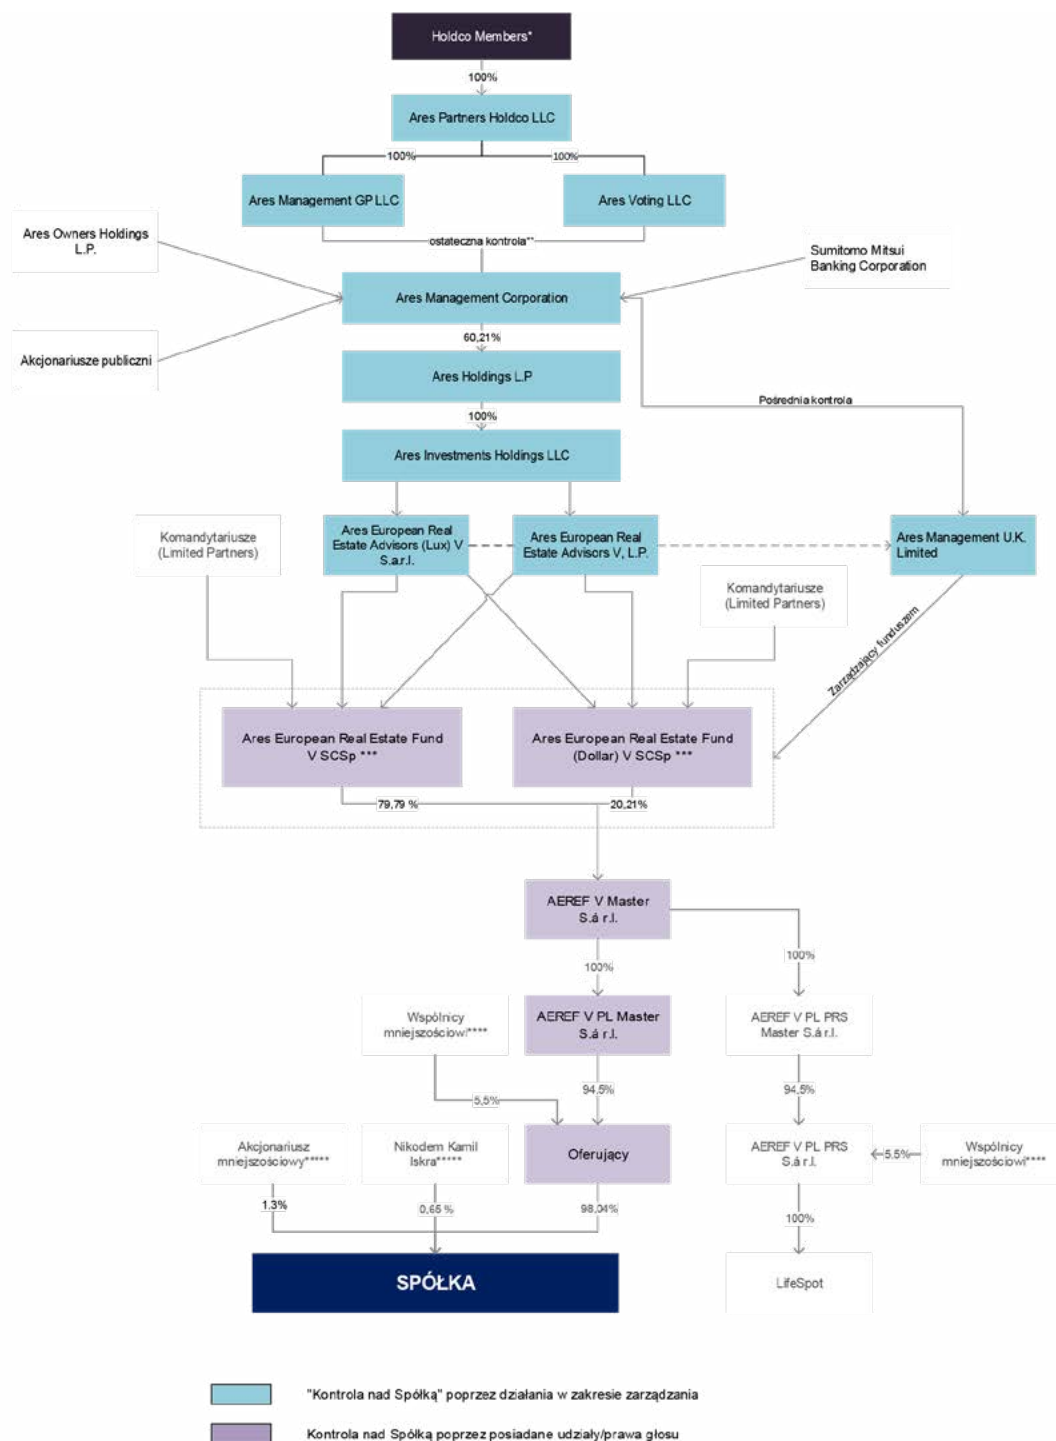 Holdco Members*
100%
Ares Partners Holdco LLC
100%
100%
Ares Management GP LLC
Ares Voting LLC
Ares Owners Holdings
L.P.
ostateczna kontrola**
Sumitomo Mitsui
Banking Corporation
Ares Management Corporation
60,21%
Akcjonariusze publiczni
Ares Holdings L.P
Pośrednia kontrola
100%
Ares Investments Holdings LLC
Komandytariusze
(Limited Partners)
Ares European Real
Estate Advisors (Lux) V
S.a.r.l.
Ares European Real
Estate Advisors V, L.P.
Ares Management U.K.
Limited
Komandytariusze
(Limited Partners)
Zarządzający funduszem
Ares European Real Estate Fund
V SCSp ***
Ares European Real Estate Fund
(Dollar) V SCSp ***
79,79 %
20,21%
AEREF V Master
S.á r.l.
100%
100%
Wspólnicy
mniejszościowi****
AEREF V PL Master
S.á r.l.
AEREF V PL PRS
Master S.á r.l.
5,5%
94,5%
94,5%
Akcjonariusz
mniejszościowy*****
Nikodem Kamil
Iskra*****
Oferujący
AEREF V PL PRS
S.á r.l.
5,5%
Wspólnicy
mniejszościowi****
1,3%
0,65 %
98,04%
100%
SPÓŁKA
LifeSpot
"Kontrola nad Spółką" poprzez działania w zakresie zarządzania
Kontrola nad Spółką poprzez posiadane udziały/prawa głosu